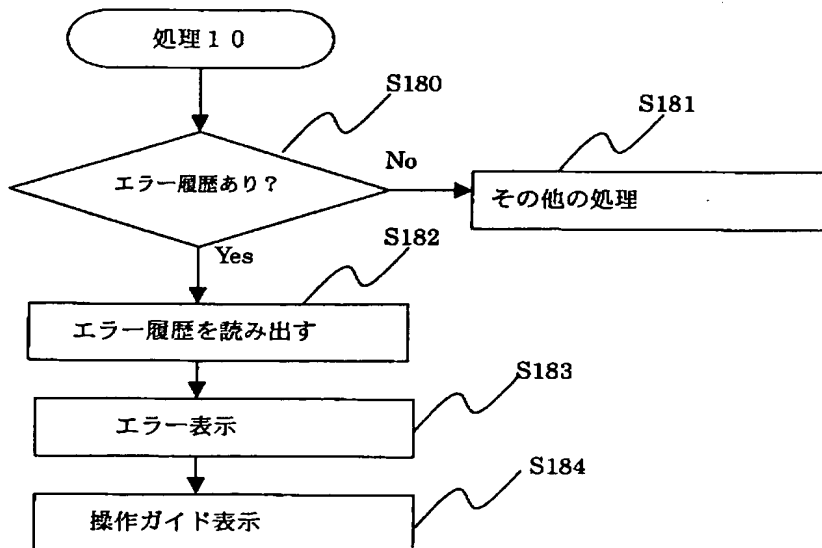 処理１０
S180
S181
エラー履歴あり？
No
その他の処理
Yes
S182
エラー履歴を読み出す
S183
エラー表示
S184
操作ガイド表示